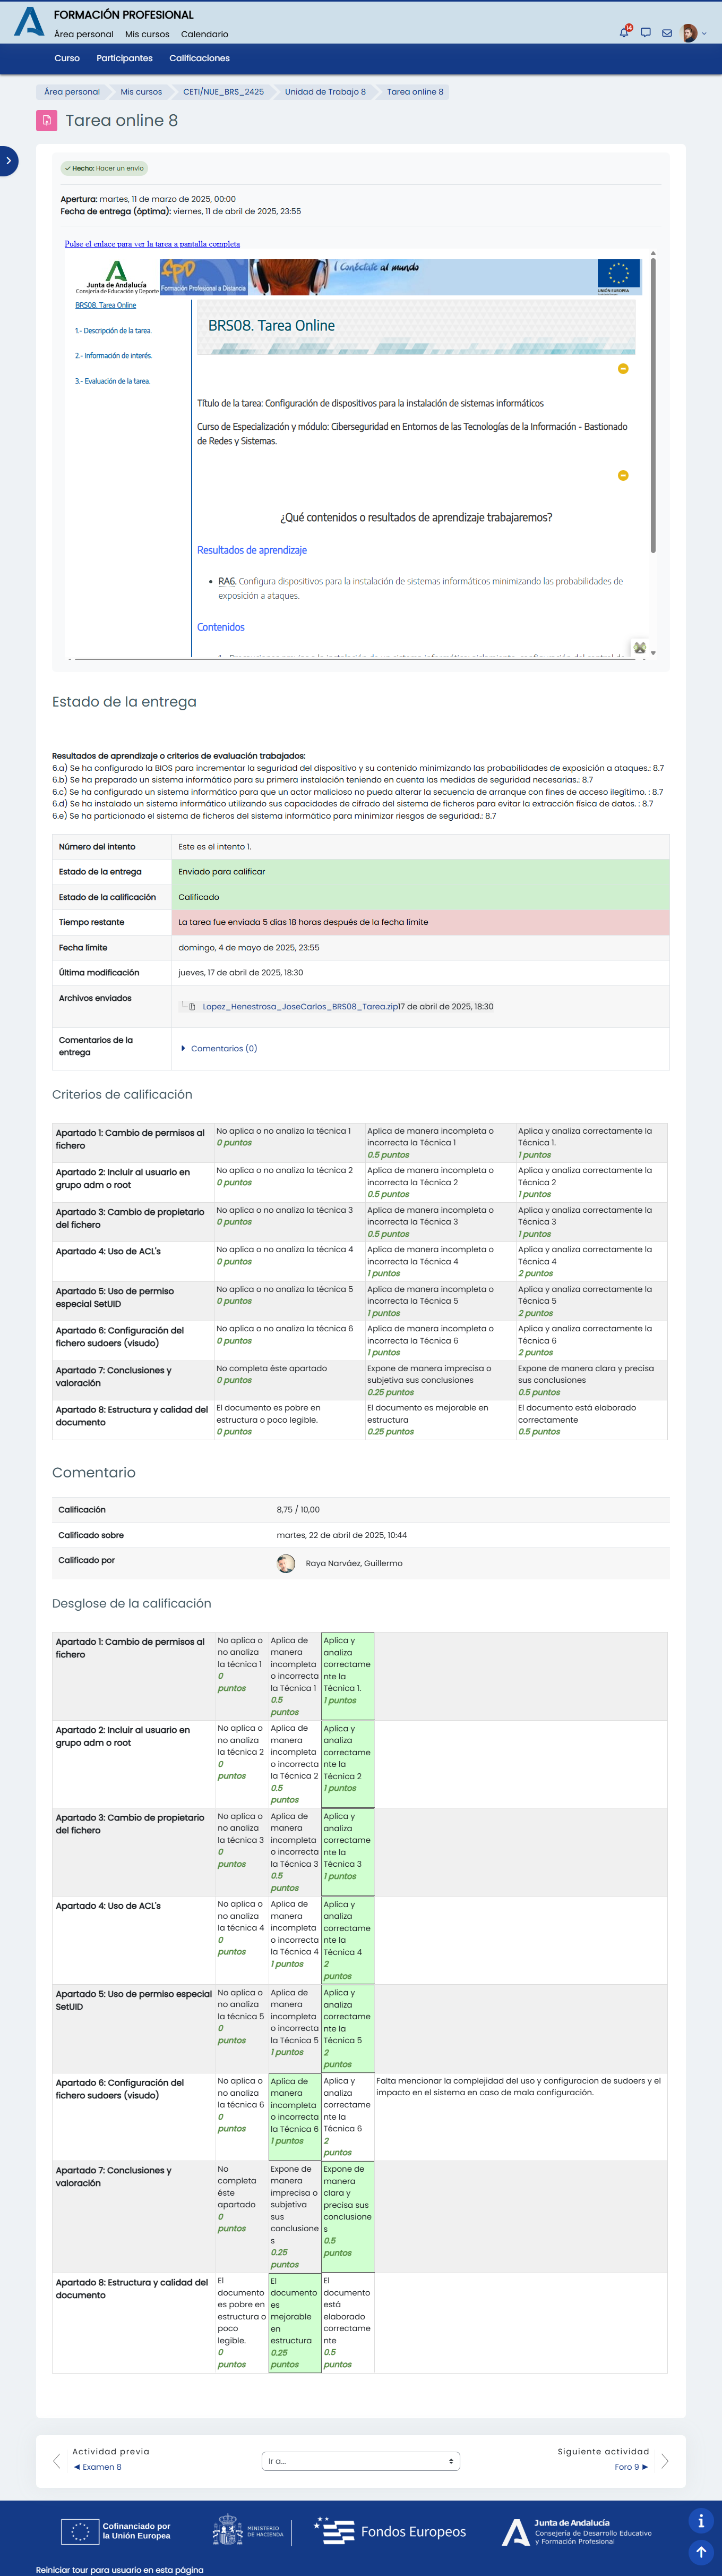 FORMACIÓN PROFESIONAL
Área personal Mis cursos Calendario
14
Curso Participantes Calificaciones
Área personal Mis cursos CETI/NUE_BRS_2425 Unidad de Trabajo 8 Tarea online 8
Tarea online 8
Hecho: Hacer un envío
Apertura: martes, 11 de marzo de 2025, 00:00
Fecha de entrega (óptima): viernes, 11 de abril de 2025, 23:55
Pulse el enlace para ver la tarea a pantalla completa
Junta de Andalucía
Consejería de Educación y Deporte
Formación Profesional a Distancia
¡Conéctate al mundo
UNIÓN EUROPEA
BRS08. Tarea Online
1.- Descripción de la tarea.
2.- Información de interés.
3.- Evaluación de la tarea.
BRS08. Tarea Online
Título de la tarea: Configuración de dispositivos para la instalación de sistemas informáticos
Curso de Especialización y módulo: Ciberseguridad en Entornos de las Tecnologías de la Información - Bastionado
de Redes y Sistemas.
¿Qué contenidos o resultados de aprendizaje trabajaremos?
Resultados de aprendizaje
• RA6. Configura dispositivos para la instalación de sistemas informáticos minimizando las probabilidades de
exposición a ataques.
Contenidos
Estado de la entrega
Resultados de aprendizaje o criterios de evaluación trabajados:
6.a) Se ha configurado la BIOS para incrementar la seguridad del dispositivo y su contenido minimizando las probabilidades de exposición a ataques.: 8.7
6.b) Se ha preparado un sistema informático para su primera instalación teniendo en cuenta las medidas de seguridad necesarias.: 8.7
6.c) Se ha configurado un sistema informático para que un actor malicioso no pueda alterar la secuencia de arranque con fines de acceso ilegítimo. : 8.7
6.d) Se ha instalado un sistema informático utilizando sus capacidades de cifrado del sistema de ficheros para evitar la extracción física de datos. : 8.7
6.e) Se ha particionado el sistema de ficheros del sistema informático para minimizar riesgos de seguridad.: 8.7
Número del intento Este es el intento 1.
Estado de la entrega Enviado para calificar
Estado de la calificación Calificado
Tiempo restante La tarea fue enviada 5 días 18 horas después de la fecha límite
Fecha límite domingo, 4 de mayo de 2025, 23:55
Última modificación jueves, 17 de abril de 2025, 18:30
Archivos enviados
Lopez_Henestrosa_JoseCarlos_BRS08_Tarea.zip17 de abril de 2025, 18:30
Comentarios de la
entrega
Comentarios (0)
Criterios de calificación
Apartado 1: Cambio de permisos al
fichero
No aplica o no analiza la técnica 1
0 puntos
Aplica de manera incompleta o
incorrecta la Técnica 1
0.5 puntos
Aplica y analiza correctamente la
Técnica 1.
1 puntos
Apartado 2: Incluir al usuario en
grupo adm o root
No aplica o no analiza la técnica 2
0 puntos
Aplica de manera incompleta o
incorrecta la Técnica 2
0.5 puntos
Aplica y analiza correctamente la
Técnica 2
1 puntos
Apartado 3: Cambio de propietario
del fichero
No aplica o no analiza la técnica 3
0 puntos
Aplica de manera incompleta o
incorrecta la Técnica 3
0.5 puntos
Aplica y analiza correctamente la
Técnica 3
1 puntos
Apartado 4: Uso de ACL's
No aplica o no analiza la técnica 4
0 puntos
Aplica de manera incompleta o
incorrecta la Técnica 4
1 puntos
Aplica y analiza correctamente la
Técnica 4
2 puntos
Apartado 5: Uso de permiso
especial SetUID
No aplica o no analiza la técnica 5
0 puntos
Aplica de manera incompleta o
incorrecta la Técnica 5
1 puntos
Aplica y analiza correctamente la
Técnica 5
2 puntos
Apartado 6: Configuración del
fichero sudoers (visudo)
No aplica o no analiza la técnica 6
0 puntos
Aplica de manera incompleta o
incorrecta la Técnica 6
1 puntos
Aplica y analiza correctamente la
Técnica 6
2 puntos
Apartado 7: Conclusiones y
valoración
No completa éste apartado
0 puntos
Expone de manera imprecisa o
subjetiva sus conclusiones
0.25 puntos
Expone de manera clara y precisa
sus conclusiones
0.5 puntos
Apartado 8: Estructura y calidad del
documento
El documento es pobre en
estructura o poco legible.
0 puntos
El documento es mejorable en
estructura
0.25 puntos
El documento está elaborado
correctamente
0.5 puntos
Comentario
Calificación 8,75 / 10,00
Calificado sobre martes, 22 de abril de 2025, 10:44
Calificado por Raya Narváez, Guillermo
Desglose de la calificación
Apartado 1: Cambio de permisos al
fichero
No aplica o
no analiza
la técnica 1
0
puntos
Aplica de
manera
incompleta
o incorrecta
la Técnica 1
0.5
puntos
Aplica y
analiza
correctame
nte la
Técnica 1.
1 puntos
Apartado 2: Incluir al usuario en
grupo adm o root
No aplica o
no analiza
la técnica 2
0
puntos
Aplica de
manera
incompleta
o incorrecta
la Técnica 2
0.5
puntos
Aplica y
analiza
correctame
nte la
Técnica 2
1 puntos
Apartado 3: Cambio de propietario
del fichero
No aplica o
no analiza
la técnica 3
0
puntos
Aplica de
manera
incompleta
o incorrecta
la Técnica 3
0.5
puntos
Aplica y
analiza
correctame
nte la
Técnica 3
1 puntos
Apartado 4: Uso de ACL's
No aplica o
no analiza
la técnica 4
0
puntos
Aplica de
manera
incompleta
o incorrecta
la Técnica 4
1 puntos
Aplica y
analiza
correctame
nte la
Técnica 4
2
puntos
Apartado 5: Uso de permiso especial
SetUID
No aplica o
no analiza
la técnica 5
0
puntos
Aplica de
manera
incompleta
o incorrecta
la Técnica 5
1 puntos
Aplica y
analiza
correctame
nte la
Técnica 5
2
puntos
Apartado 6: Configuración del
fichero sudoers (visudo)
No aplica o
no analiza
la técnica 6
0
puntos
Aplica de
manera
incompleta
o incorrecta
la Técnica 6
1 puntos
Aplica y
analiza
correctame
nte la
Técnica 6
2
puntos
Falta mencionar la complejidad del uso y configuracion de sudoers y el
impacto en el sistema en caso de mala configuración.
Apartado 7: Conclusiones y
valoración
No
completa
éste
apartado
0
puntos
Expone de
manera
imprecisa o
subjetiva
sus
conclusione
s
0.25
puntos
Expone de
manera
clara y
precisa sus
conclusione
s
0.5
puntos
Apartado 8: Estructura y calidad del
documento
El
documento
es pobre en
estructura o
poco
legible.
0
puntos
El
documento
es
mejorable
en
estructura
0.25
puntos
El
documento
está
elaborado
correctame
nte
0.5
puntos
Actividad previa
◄ Examen 8
Ir a...
Siguiente actividad
Foro 9 ►
Cofinanciado por
la Unión Europea
MINISTERIO
DE HACIENDA
Fondos Europeos
Junta de Andalucía
Consejería de Desarrollo Educativo
y Formación Profesional
Reiniciar tour para usuario en esta página